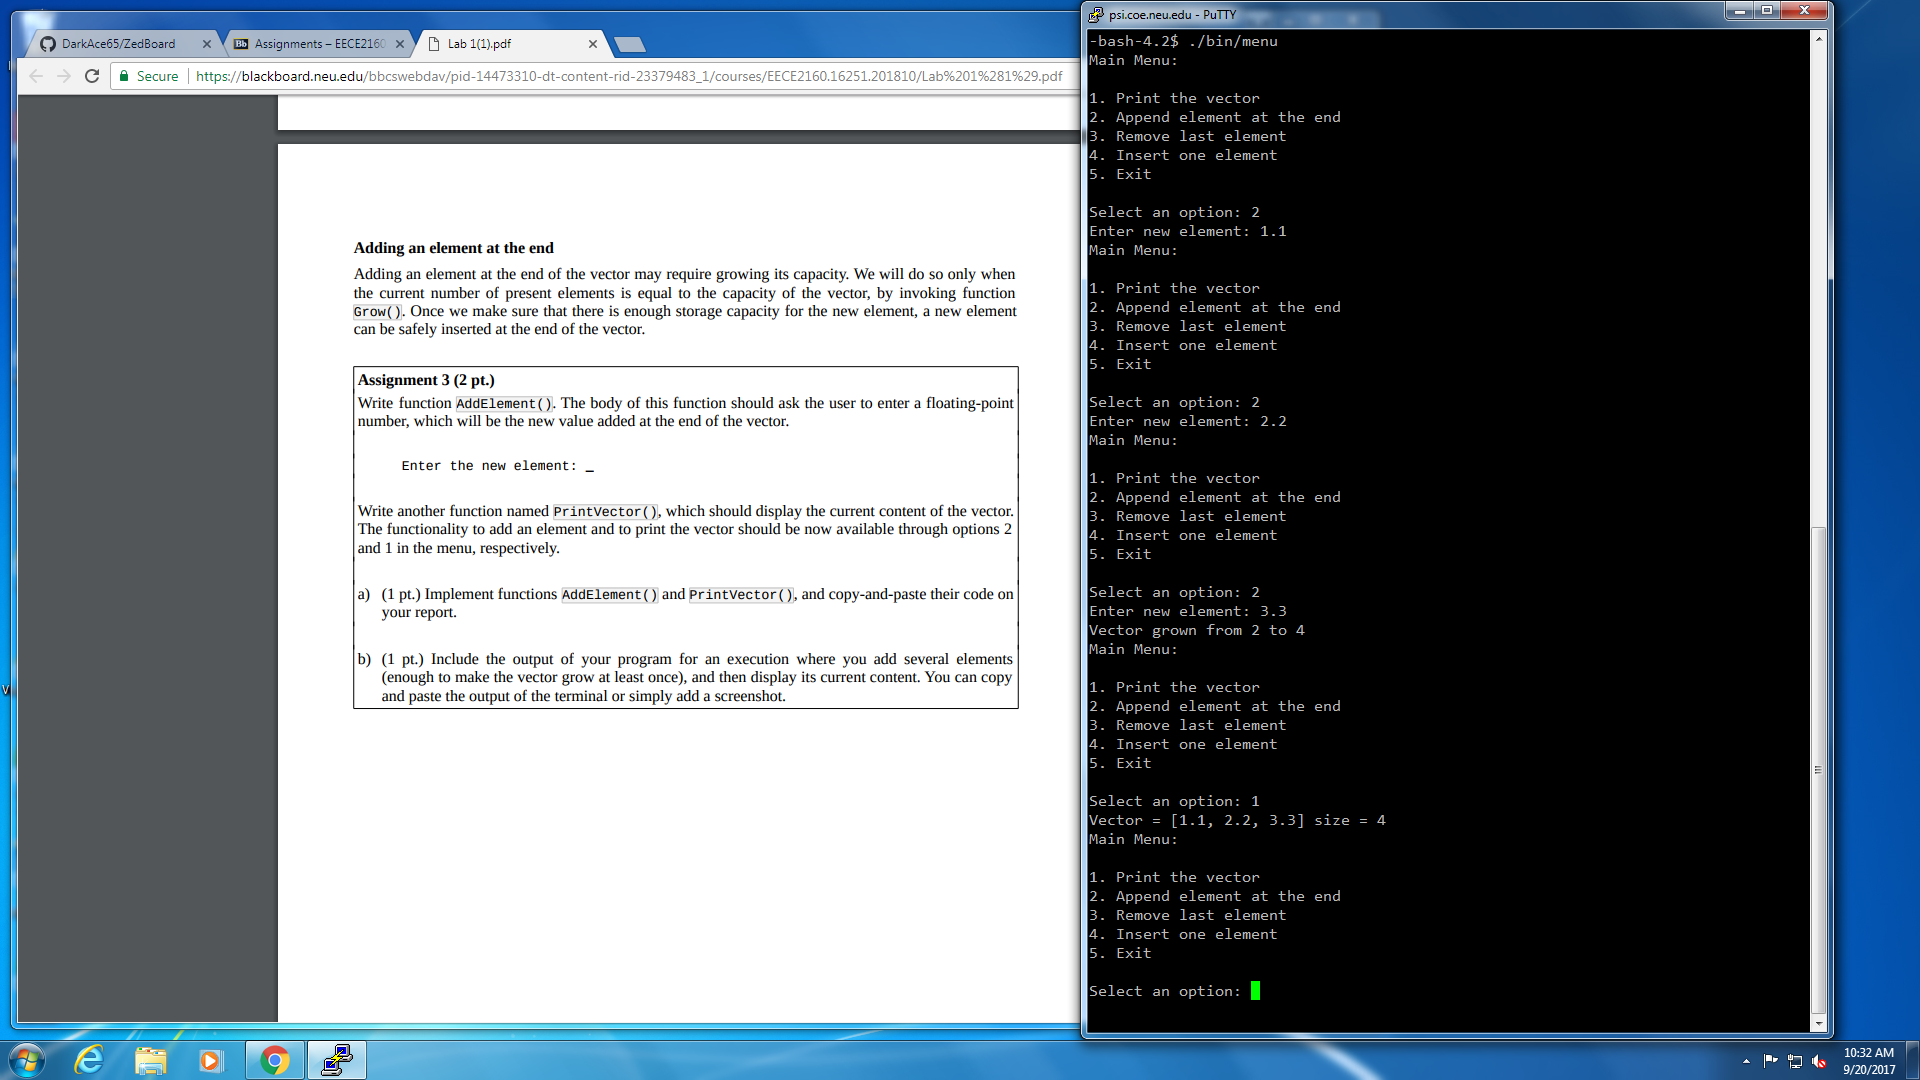 DarkAce65/ZedBoard
Assignments – EECE2160
Lab 1(1).pdf
Secure
https://blackboard.neu.edu/bbcswebdav/pid-14473310-dt-content-rid-23379483_1/courses/EECE2160.16251.201810/Lab%201%281%29.pdf
Adding an element at the end
Adding an element at the end of the vector may require growing its capacity. We will do so only when
the current number of present elements is equal to the capacity of the vector, by invoking function
Grow(). Once we make sure that there is enough storage capacity for the new element, a new element
can be safely inserted at the end of the vector.
Assignment 3 (2 pt.)
Write function AddElement(). The body of this function should ask the user to enter a floating-point
number, which will be the new value added at the end of the vector.
Enter the new element: _
Write another function named PrintVector(), which should display the current content of the vector.
The functionality to add an element and to print the vector should be now available through options 2
and 1 in the menu, respectively.
a) (1 pt.) Implement functions AddElement() and PrintVector(), and copy-and-paste their code on
your report.
b) (1 pt.) Include the output of your program for an execution where you add several elements
(enough to make the vector grow at least once), and then display its current content. You can copy
and paste the output of the terminal or simply add a screenshot.
psi.coe.neu.edu - PuTTY
-bash-4.2$ ./bin/menu
Main Menu:
1. Print the vector
2. Append element at the end
3. Remove last element
4. Insert one element
5. Exit
Select an option: 2
Enter new element: 1.1
Main Menu:
1. Print the vector
2. Append element at the end
3. Remove last element
4. Insert one element
5. Exit
Select an option: 2
Enter new element: 2.2
Main Menu:
1. Print the vector
2. Append element at the end
3. Remove last element
4. Insert one element
5. Exit
Select an option: 2
Enter new element: 3.3
Vector grown from 2 to 4
Main Menu:
1. Print the vector
2. Append element at the end
3. Remove last element
4. Insert one element
5. Exit
Select an option: 1
Vector = [1.1, 2.2, 3.3] size = 4
Main Menu:
1. Print the vector
2. Append element at the end
3. Remove last element
4. Insert one element
5. Exit
Select an option:
V
10:32 AM
9/20/2017